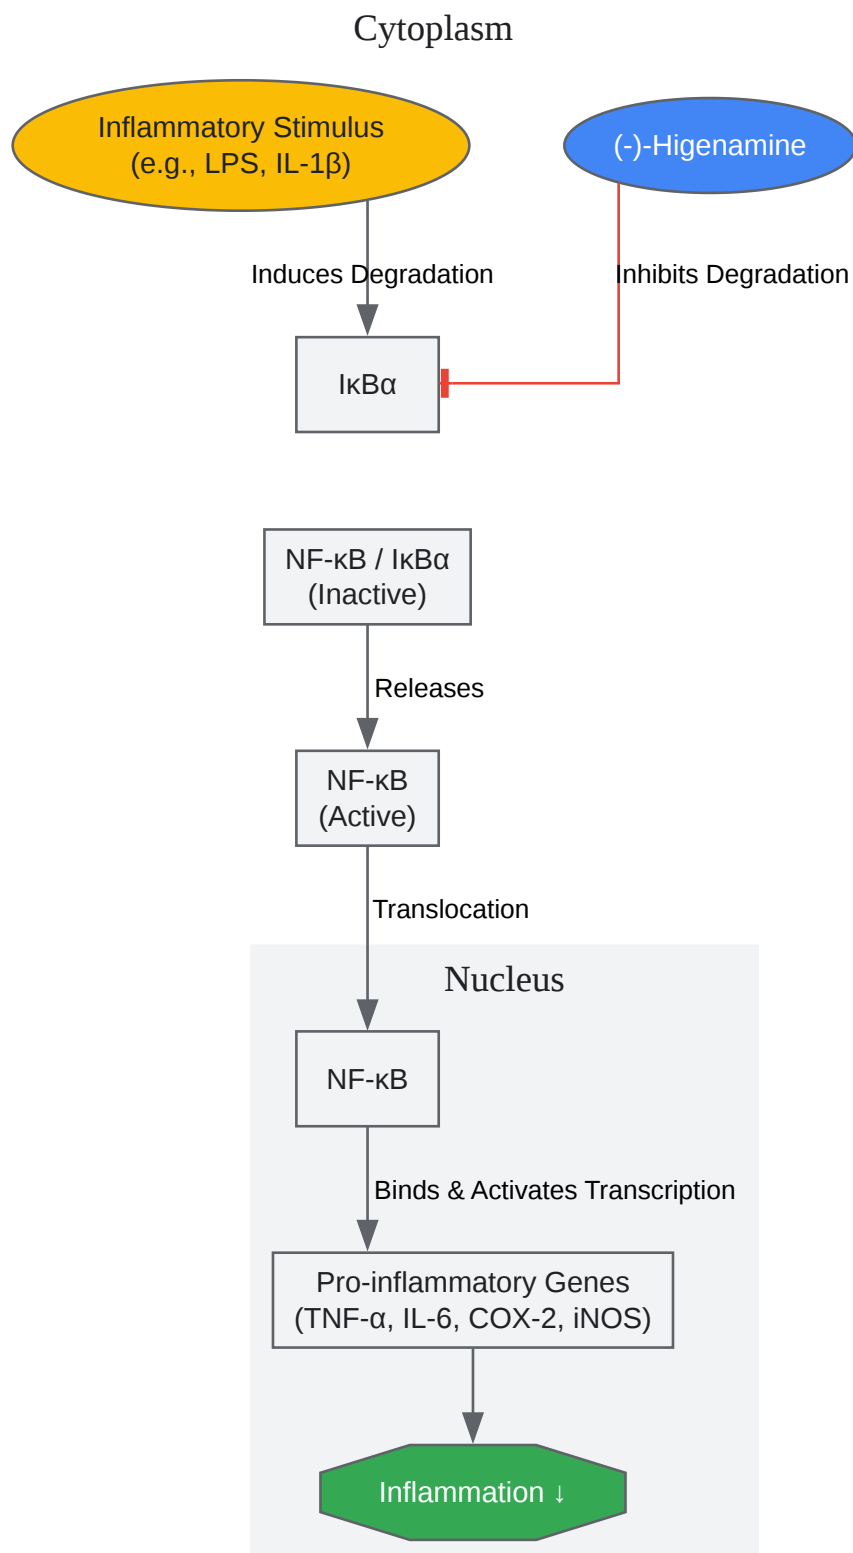 Cytoplasm
Inflammatory Stimulus
(e.g., LPS, IL-1β)
(-)-Higenamine
Induces Degradation
Inhibits Degradation
IκBα
NF-κB / IκBα
(Inactive)
Releases
NF-κB
(Active)
Translocation
Nucleus
NF-κB
Binds & Activates Transcription
Pro-inflammatory Genes
(TNF-α, IL-6, COX-2, iNOS)
Inflammation ↓